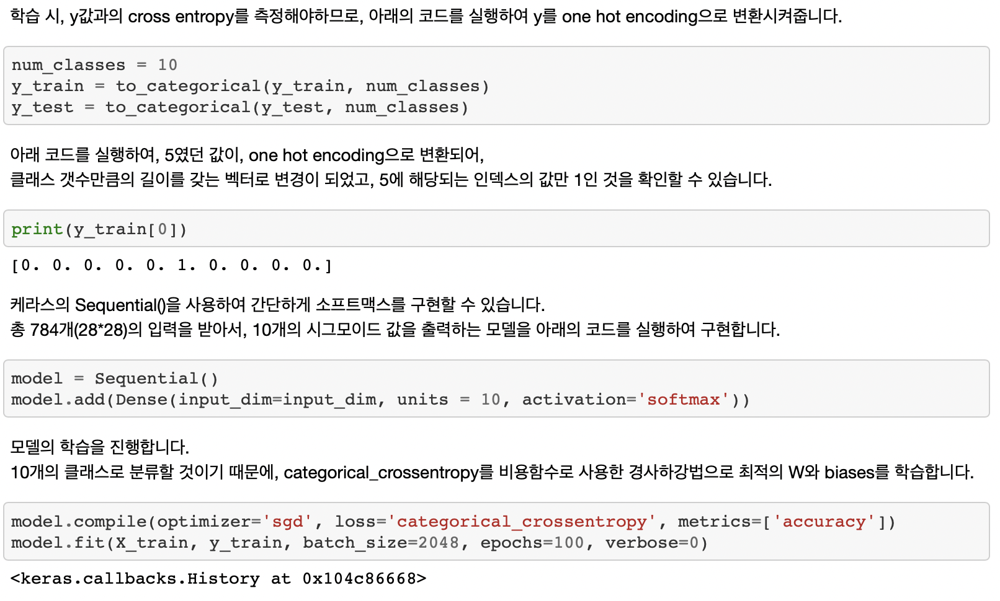 학습 시, y값과의 cross entropy를 측정해야하므로, 아래의 코드를 실행하여 y를 one hot encoding으로 변환시켜줍니다.
num_classes = 10
y_train = to_categorical(y_train, num_classes)
y_test = to_categorical(y_test, num_classes)
아래 코드를 실행하여, 5였던 값이, one hot encoding으로 변환되어,
클래스 갯수만큼의 길이를 갖는 벡터로 변경이 되었고, 5에 해당되는 인덱스의 값만 1인 것을 확인할 수 있습니다.
print(y_train[0])
[0. 0. 0. 0. 0. 1. 0. 0. 0. 0.]
케라스의 Sequential()을 사용하여 간단하게 소프트맥스를 구현할 수 있습니다.
총 784개(28*28)의 입력을 받아서, 10개의 시그모이드 값을 출력하는 모델을 아래의 코드를 실행하여 구현합니다.
model = Sequential()
model.add(Dense(input_dim=input_dim, units = 10, activation='softmax'))
모델의 학습을 진행합니다.
10개의 클래스로 분류할 것이기 때문에, categorical_crossentropy를 비용함수로 사용한 경사하강법으로 최적의 W와 biases를 학습합니다.
model.compile(optimizer='sgd', loss='categorical_crossentropy', metrics=['accuracy'])
model.fit(X_train, y_train, batch_size=2048, epochs=100, verbose=0)
<keras.callbacks.History at 0x104c86668>